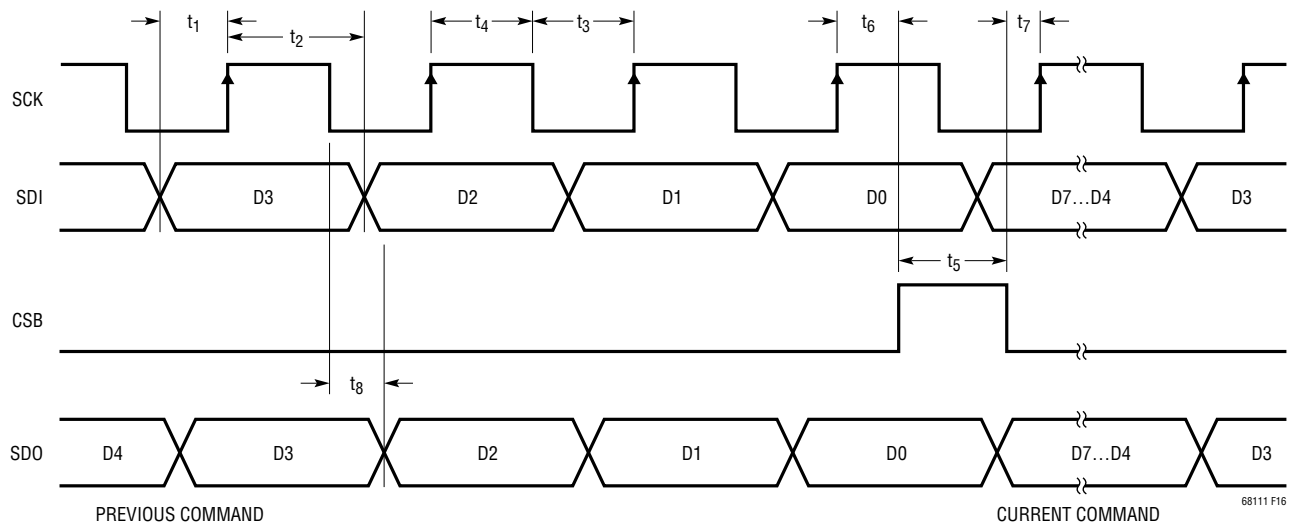 t1 t2 t4 t3 t6 t7
SCK
SDI D3 D2 D1 D0 D7...D4 D3
t5
CSB
t8
SDO D4 D3 D2 D1 D0 D7...D4 D3
68111 F16
PREVIOUS COMMAND CURRENT COMMAND